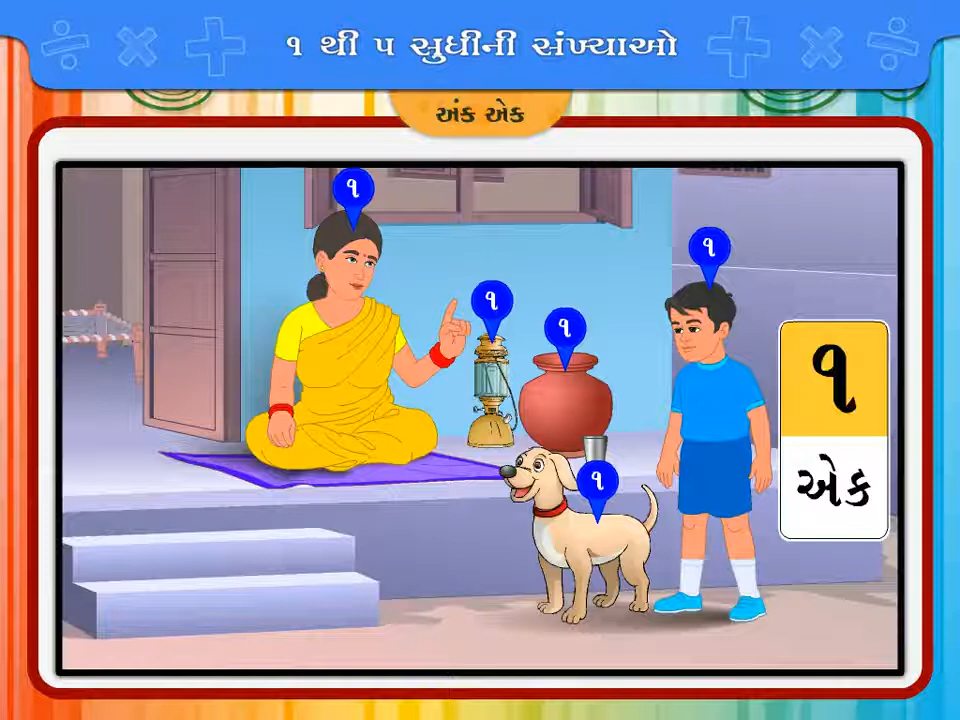 ૧ થી ૫ સુધીની સંખ્યાઓ
અંક એક
૧
૧
૧
૧
૧
૧
એક